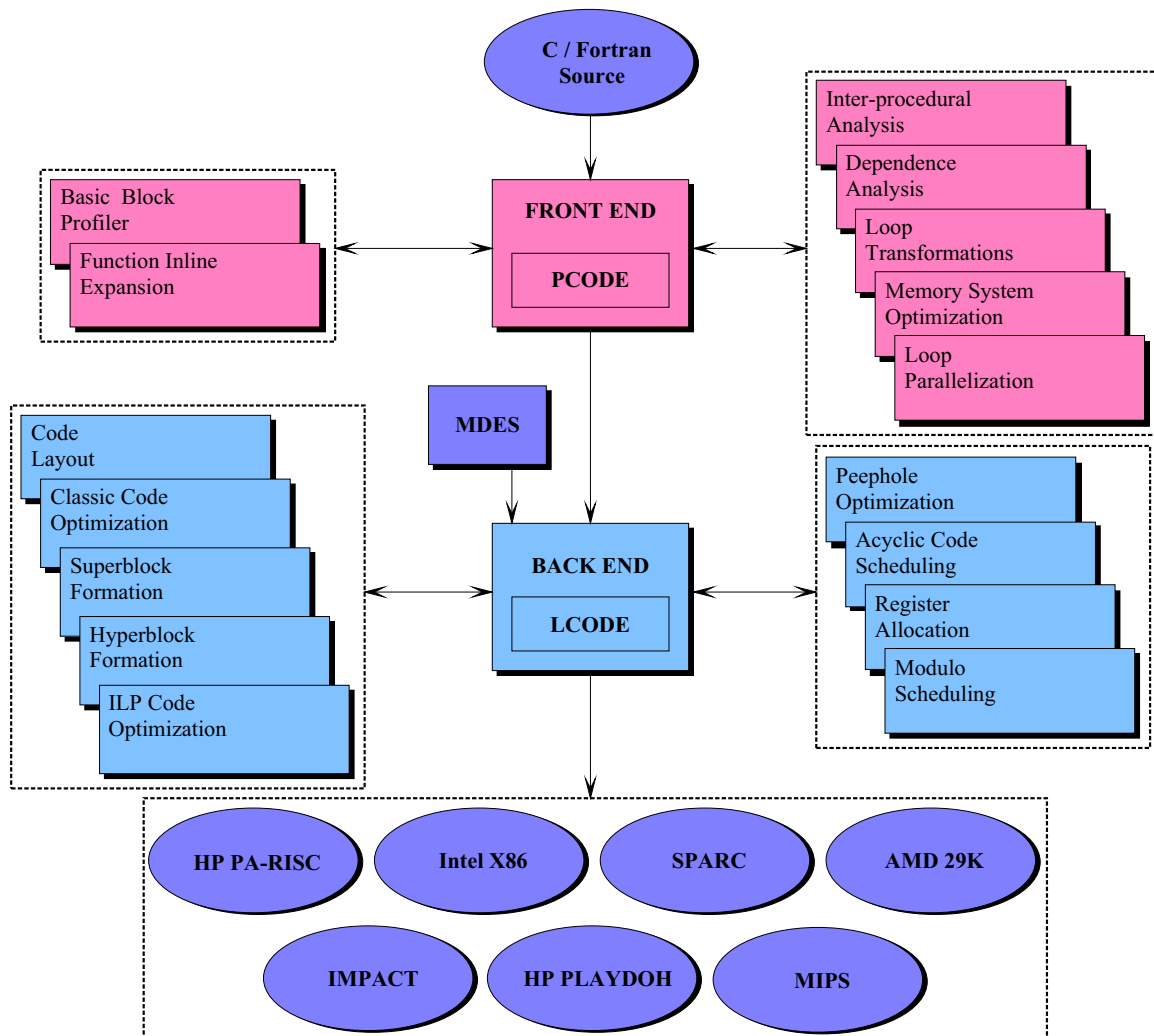 C / Fortran
Source
Inter-procedural
Analysis
Dependence
Analysis
Loop
Transformations
Memory System
Optimization
Loop
Parallelization
Basic Block
Profiler
Function Inline
Expansion
FRONT END
PCODE
MDES
Code
Layout
Classic Code
Optimization
Superblock
Formation
Hyperblock
Formation
ILP Code
Optimization
BACK END
LCODE
Peephole
Optimization
Acyclic Code
Scheduling
Register
Allocation
Modulo
Scheduling
HP PA-RISC
Intel X86
SPARC
AMD 29K
IMPACT
HP PLAYDOH
MIPS